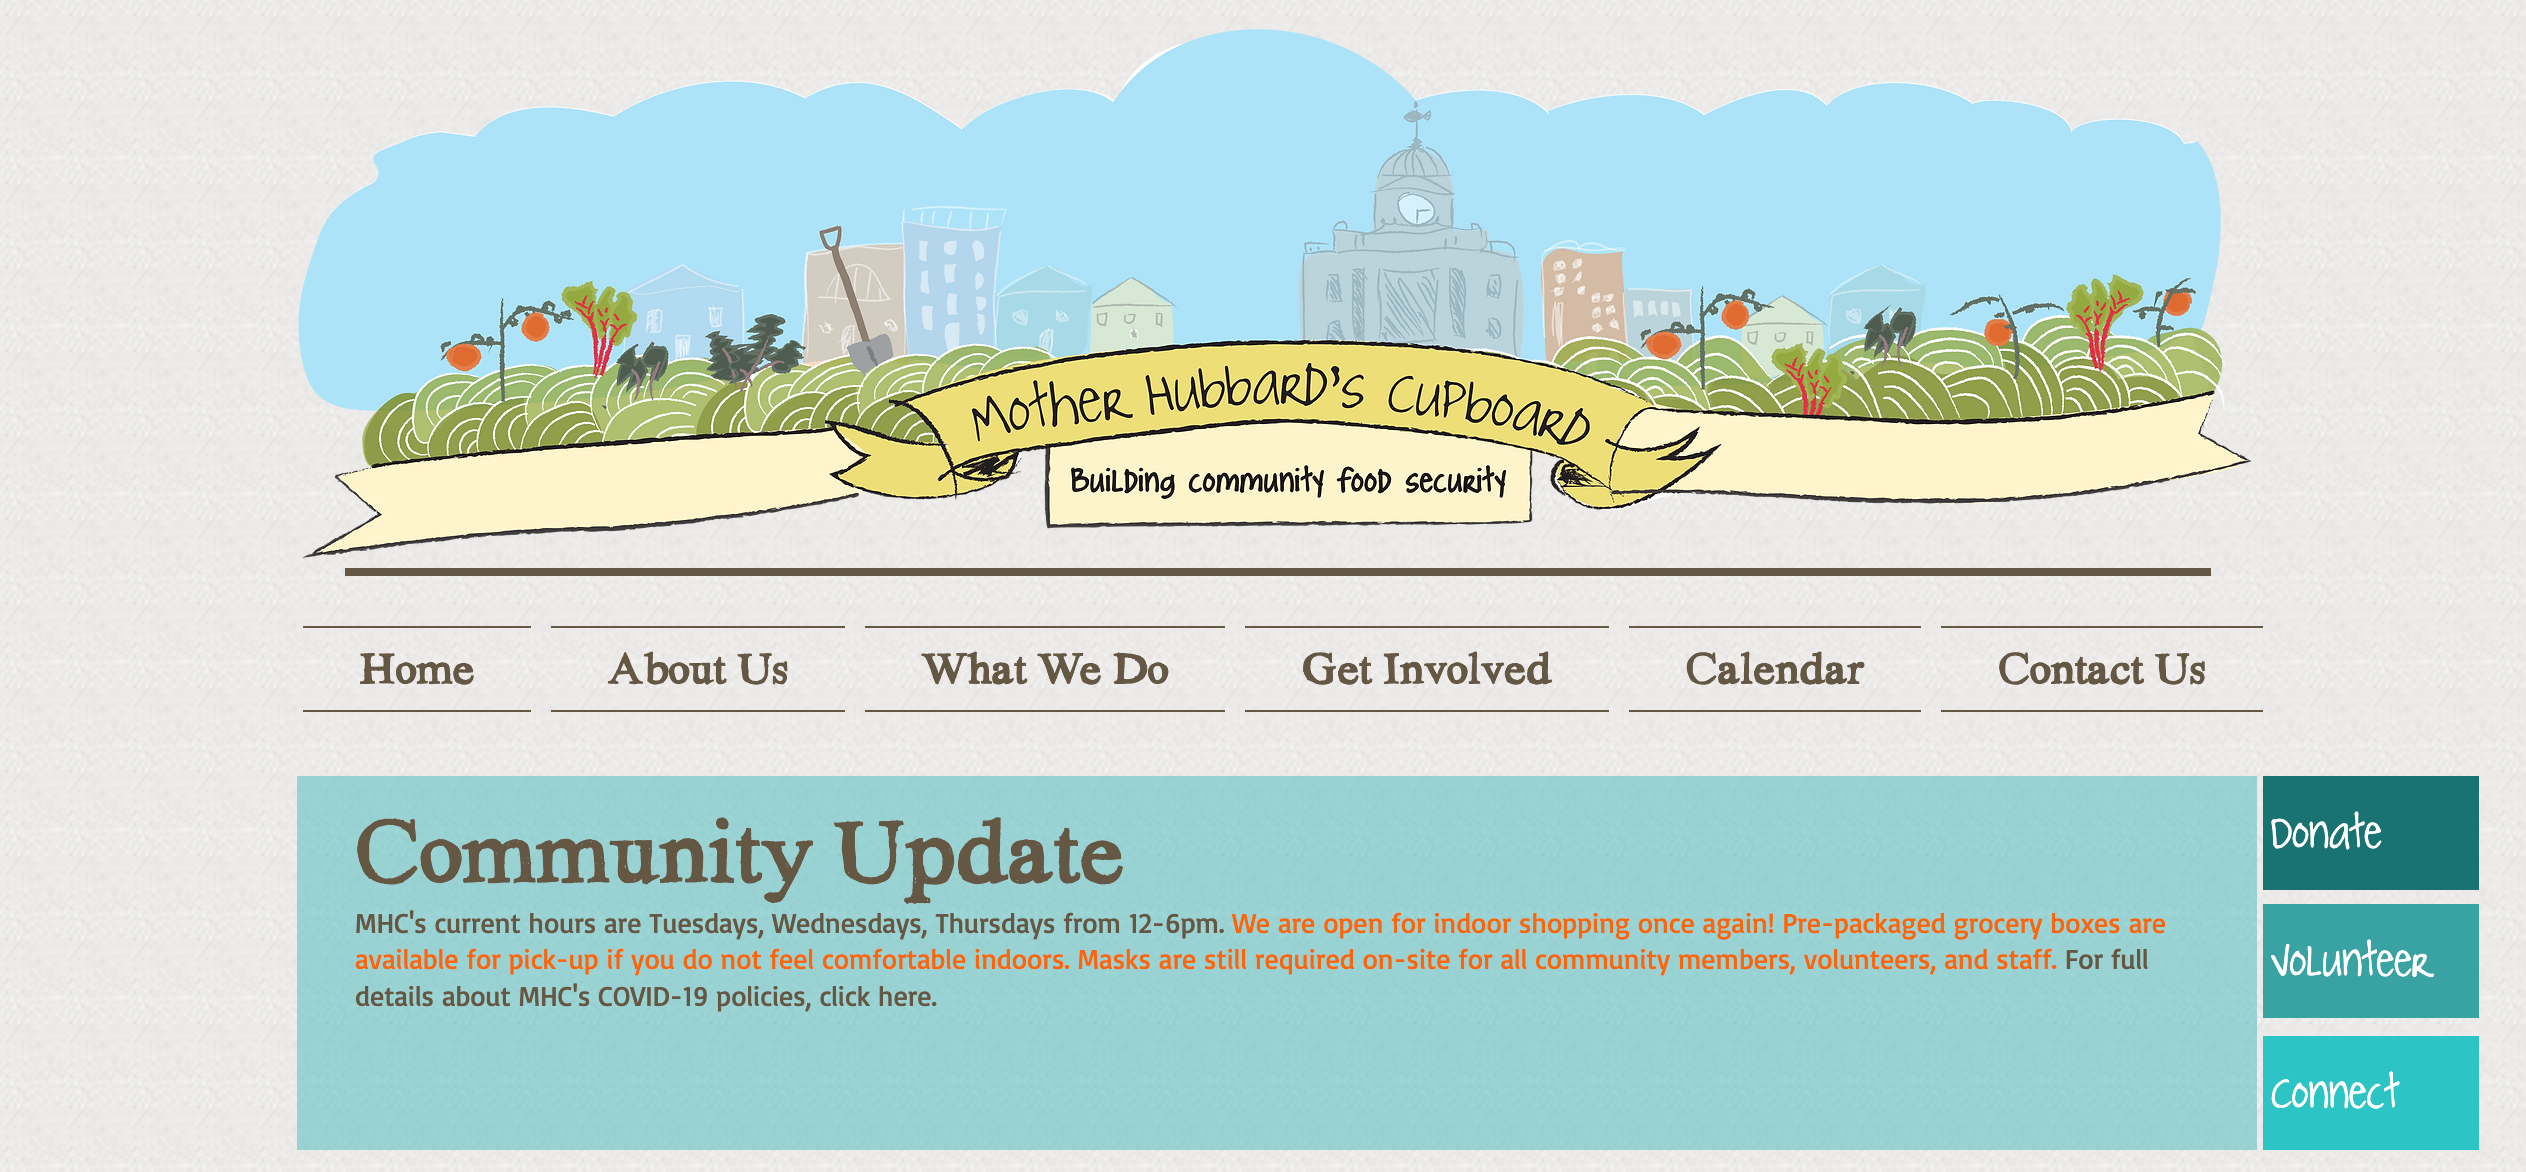 Mother Hubbard's Cupboard
Building community food security
Home
About Us
What We Do
Get Involved
Calendar
Contact Us
Community Update
MHC's current hours are Tuesdays, Wednesdays, Thursdays from 12-6pm. We are open for indoor shopping once again! Pre-packaged grocery boxes are
available for pick-up if you do not feel comfortable indoors. Masks are still required on-site for all community members, volunteers, and staff. For full
details about MHC's COVID-19 policies, click here.
Donate
Volunteer
Connect